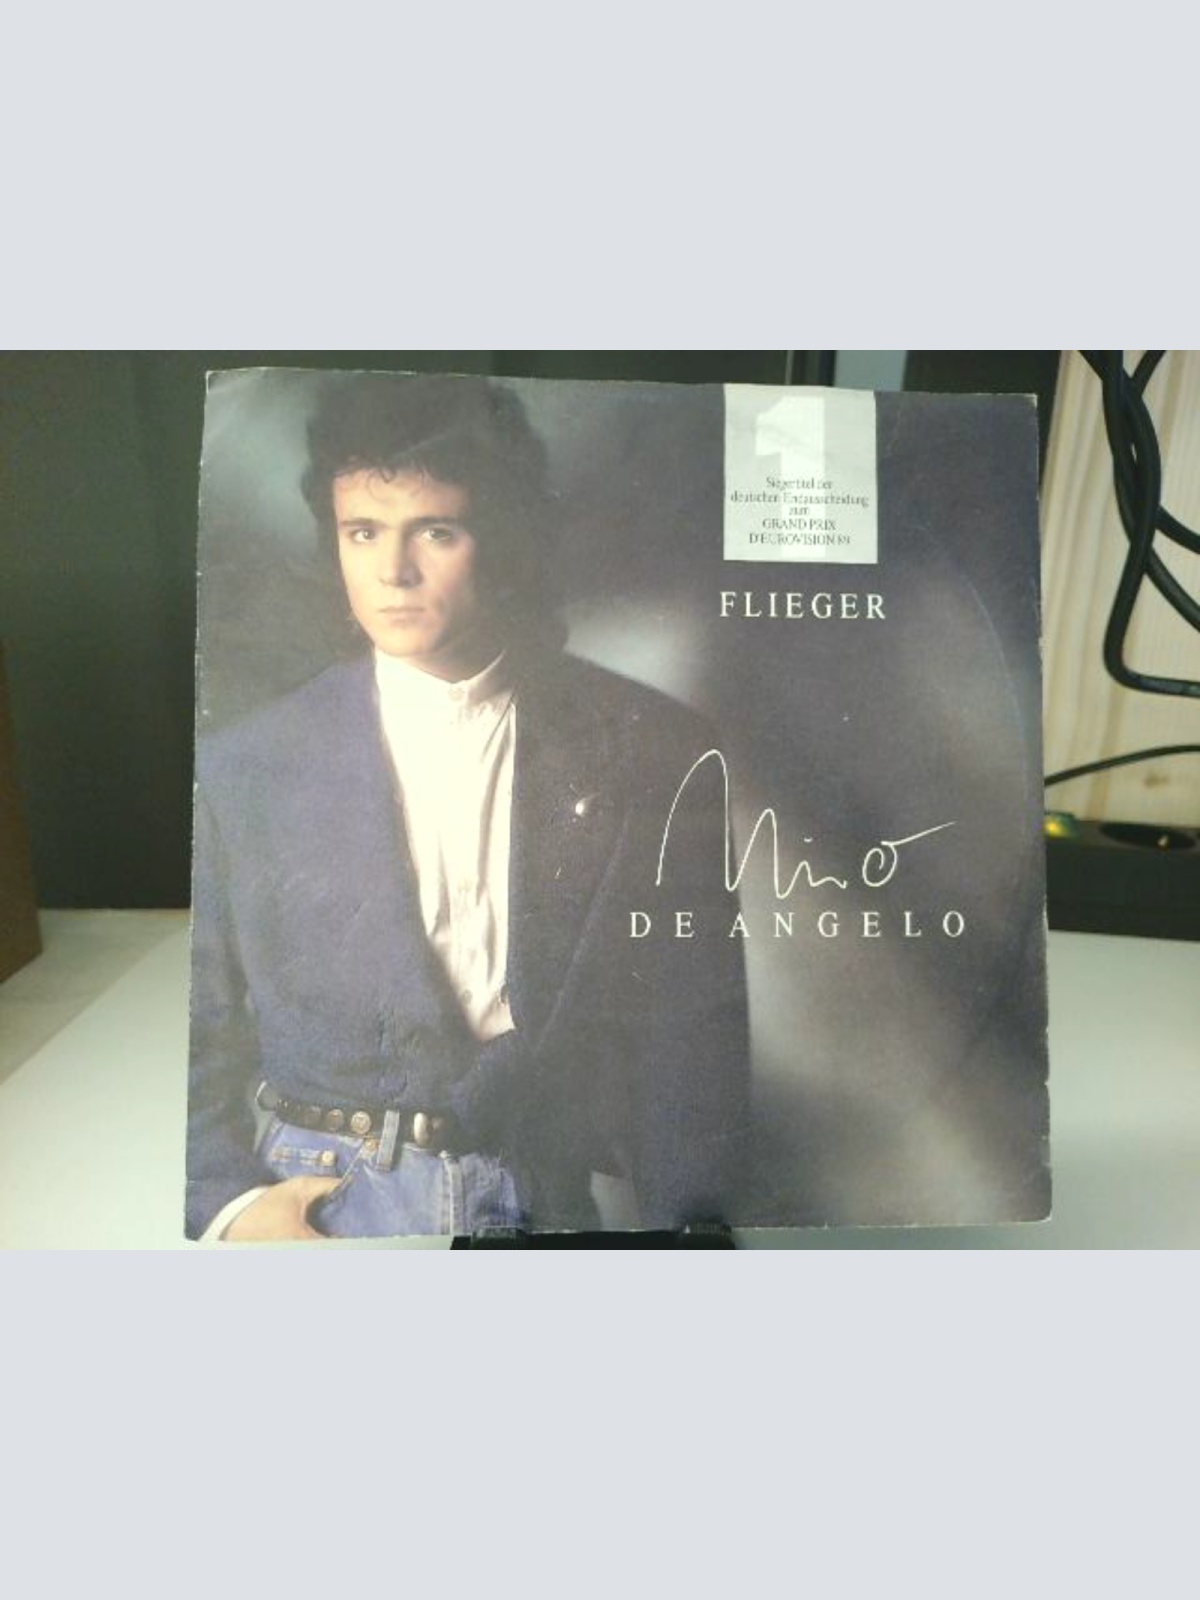 1
Siegertitel der
deutschen Endausscheidung
zum
GRAND PRIX
D'EUROVISION 89
FLIEGER
Nino
DE ANGELO